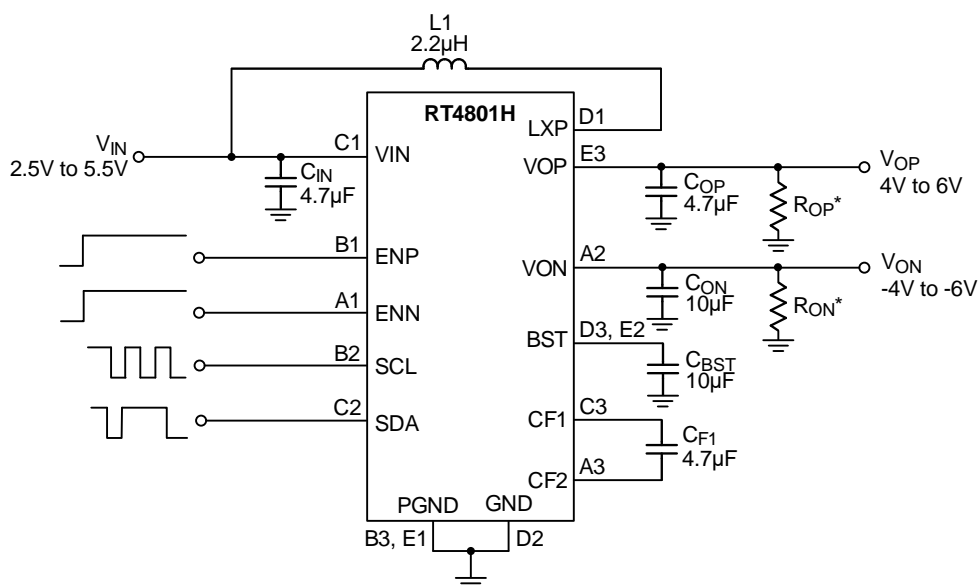 L1
2.2µH
RT4801H
D1
LXP
VIN
2.5V to 5.5V
C1
VIN
E3
VOP
VOP
4V to 6V
CIN
4.7µF
COP
4.7µF
ROP*
B1
ENP
A2
VON
VON
-4V to -6V
A1
ENN
CON
10µF
RON*
D3, E2
BST
B2
SCL
CBST
10µF
C2
SDA
C3
CF1
CF1
4.7µF
A3
CF2
PGND
GND
B3, E1
D2